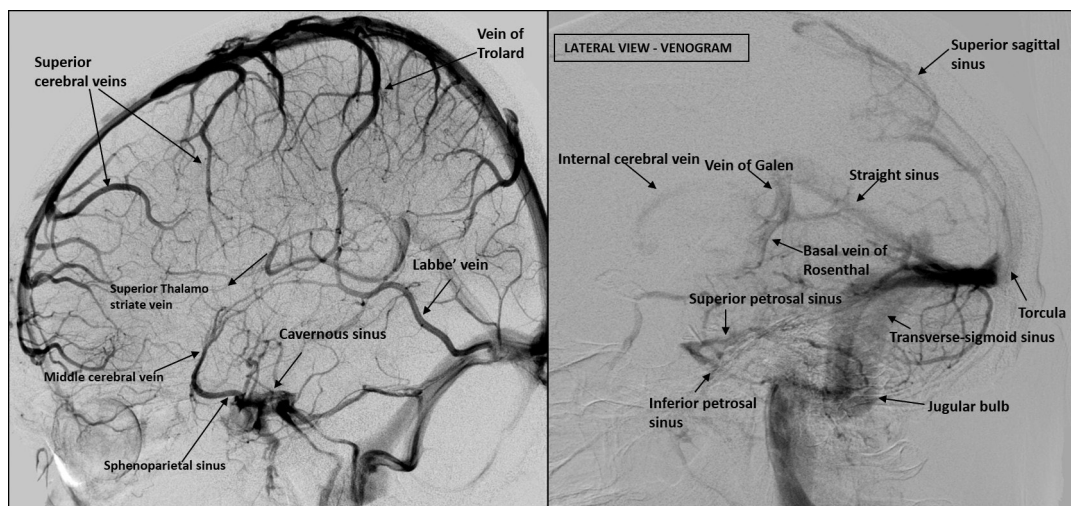 Superior
cerebral veins
Vein of
Trolard
Superior Thalamo
striate vein
Labbe’ vein
Cavernous sinus
Middle cerebral vein
Sphenoparietal sinus
LATERAL VIEW - VENOGRAM
Superior sagittal
sinus
Internal cerebral vein
Vein of Galen
Straight sinus
Basal vein of
Rosenthal
Superior petrosal sinus
Torcula
Transverse-sigmoid sinus
Inferior petrosal
sinus
Jugular bulb